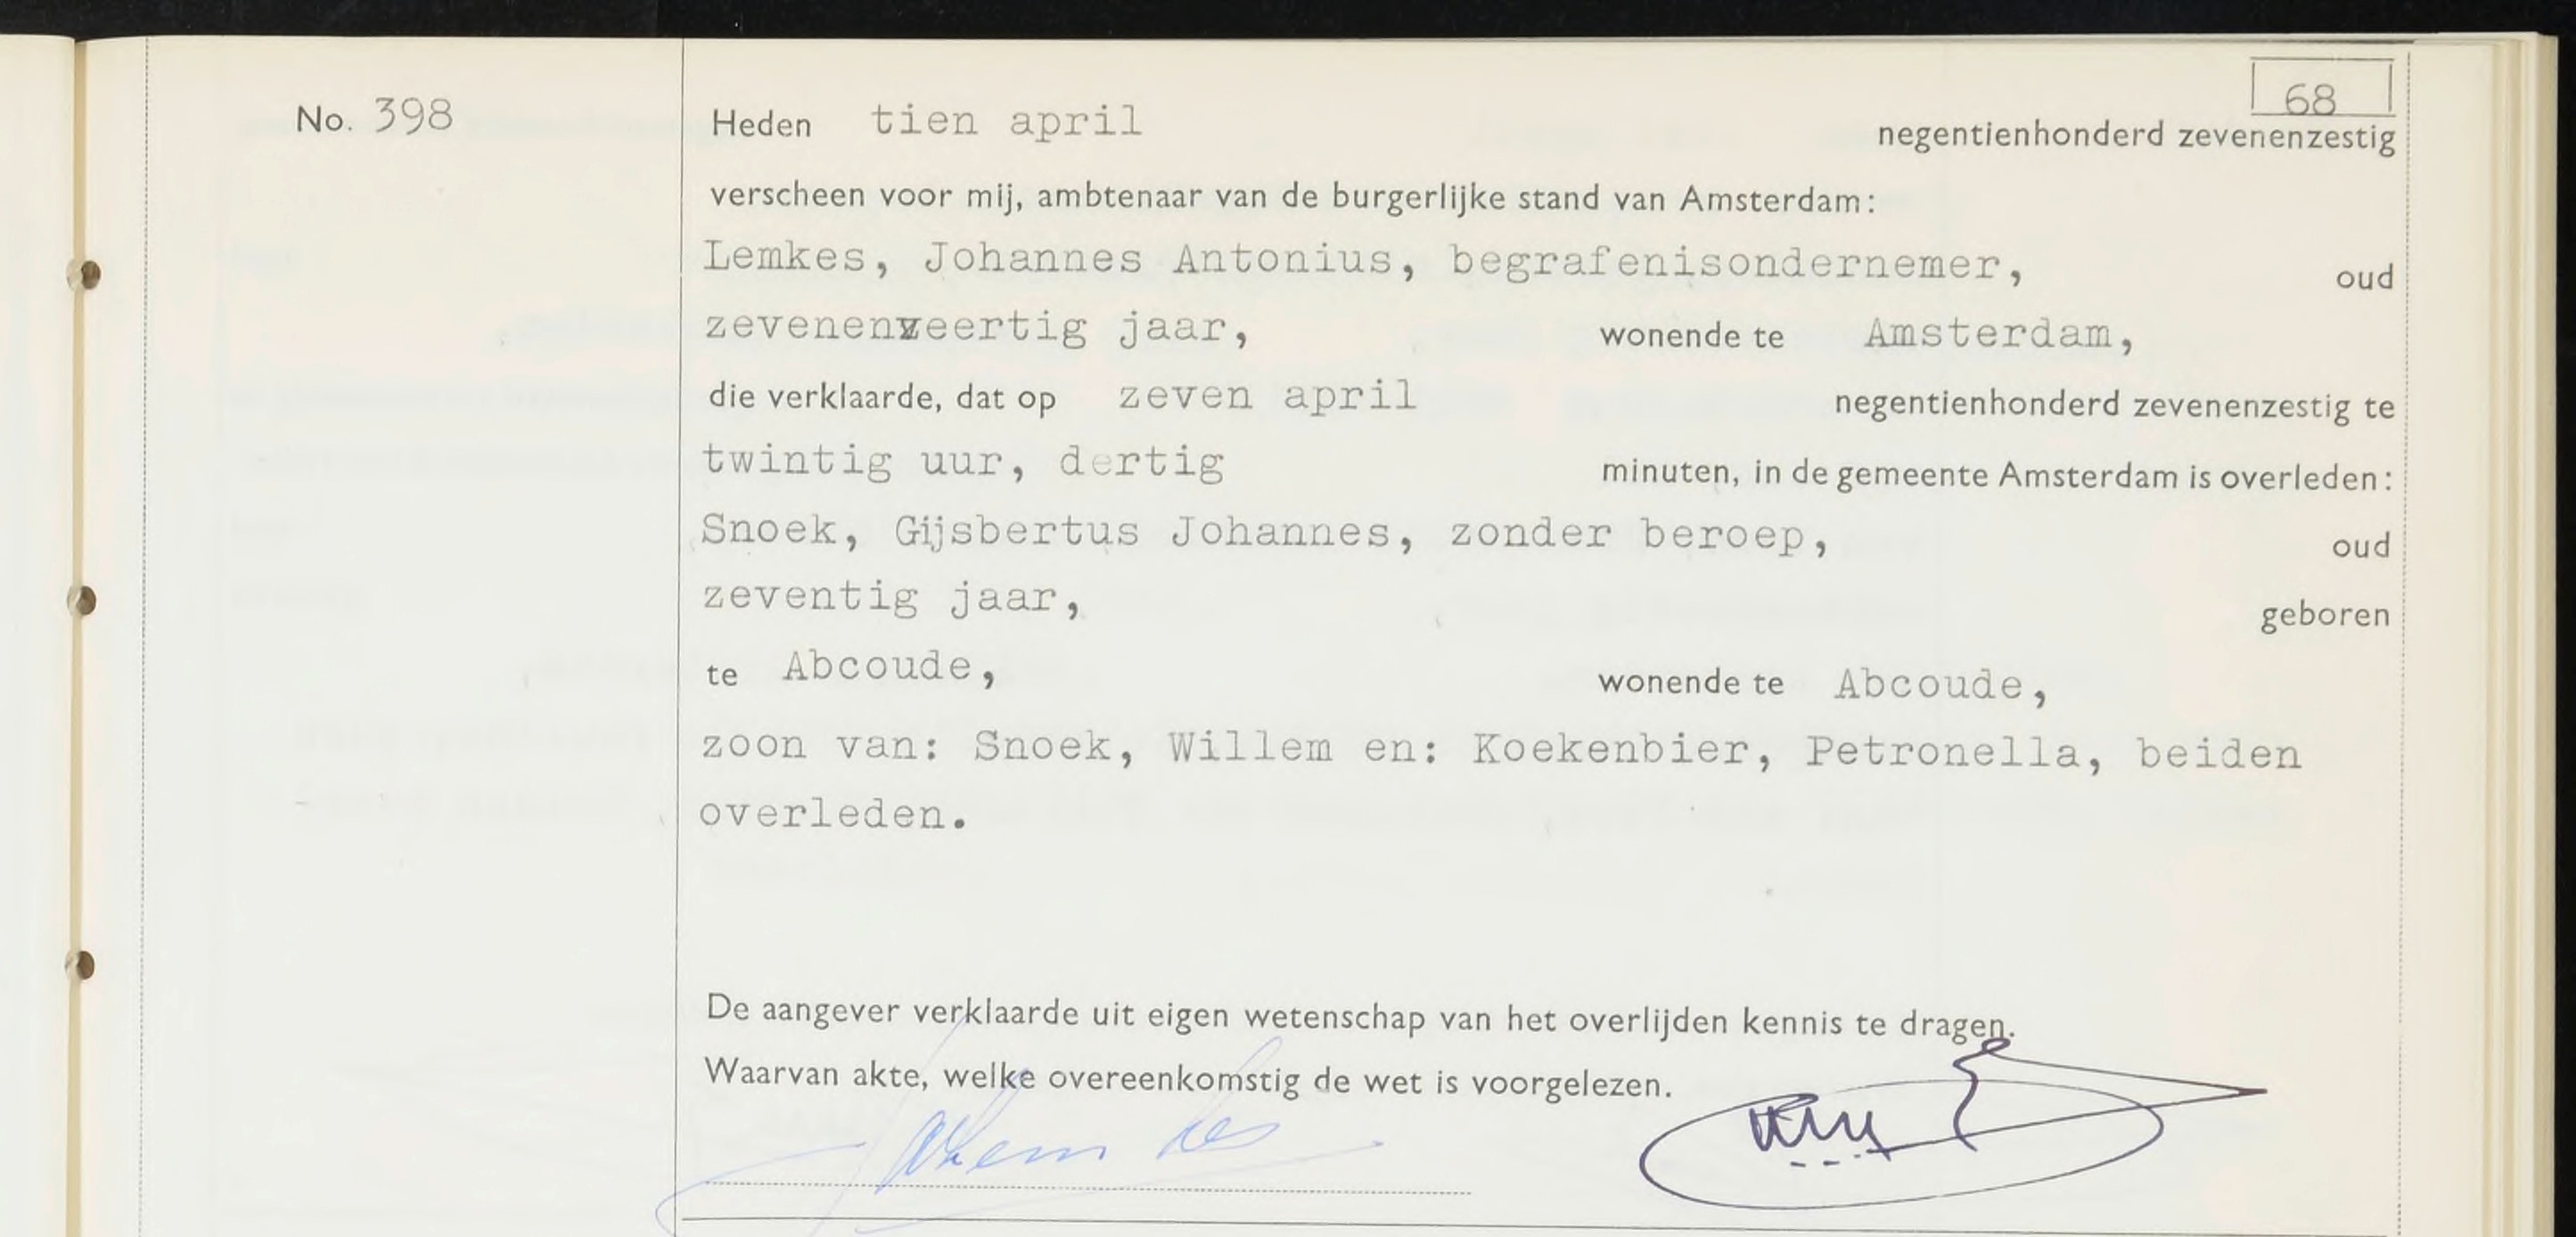 68
No. 398
Heden tien april negentienhonderd zevenenzestig
verscheen voor mij, ambtenaar van de burgerlijke stand van Amsterdam:
Lemkes, Johannes Antonius, begrafenisondernemer, oud
zevenenveertig jaar, wonende te Amsterdam,
die verklaarde, dat op zeven april negentienhonderd zevenenzestig te
twintig uur, dertig minuten, in de gemeente Amsterdam is overleden:
Snoek, Gijsbertus Johannes, zonder beroep, oud
zeventig jaar, geboren
te Abcoude, wonende te Abcoude,
zoon van: Snoek, Willem en: Koekenbier, Petronella, beiden
overleden.
De aangever verklaarde uit eigen wetenschap van het overlijden kennis te dragen.
Waarvan akte, welke overeenkomstig de wet is voorgelezen.